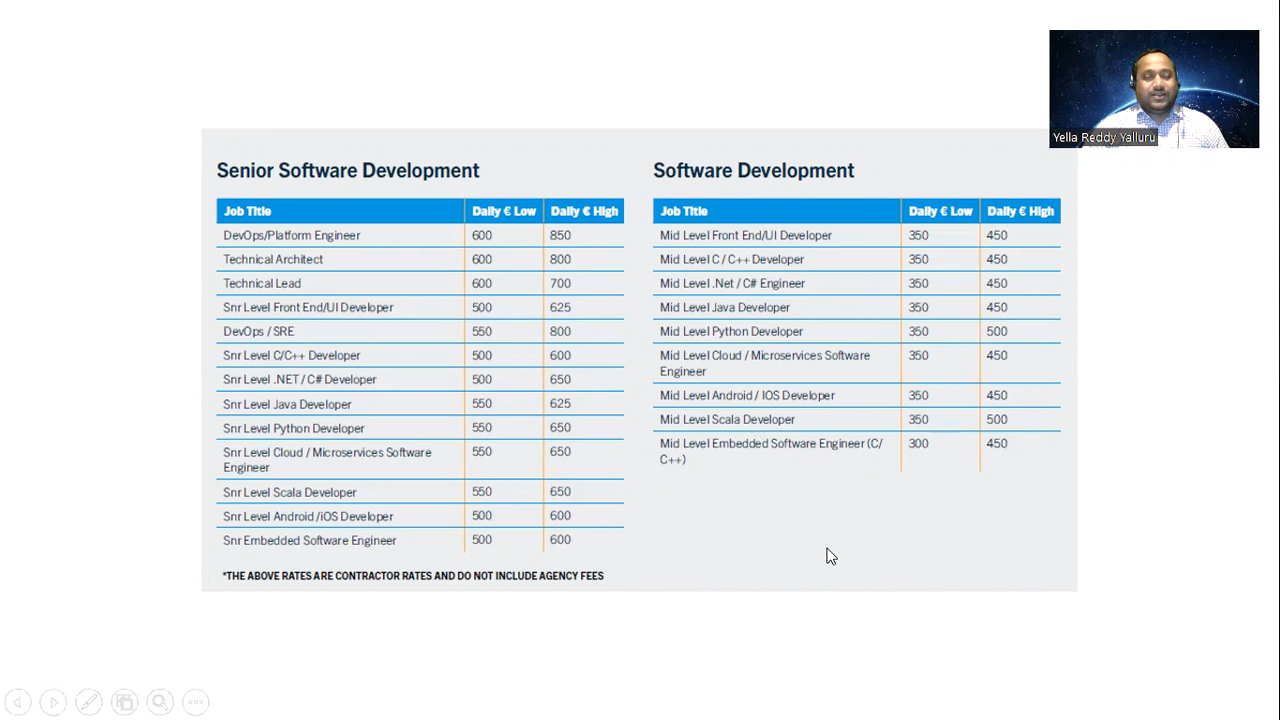 Yella Reddy Yalluru
Senior Software Development
Job Title Daily € Low Daily € High
DevOps/Platform Engineer 600 850
Technical Architect 600 800
Technical Lead 600 700
Snr Level Front End/UI Developer 500 625
DevOps / SRE 550 800
Snr Level C/C++ Developer 500 600
Snr Level .NET / C# Developer 500 650
Snr Level Java Developer 550 625
Snr Level Python Developer 550 650
Snr Level Cloud / Microservices Software 550 650
Engineer
Snr Level Scala Developer 550 650
Snr Level Android /iOS Developer 500 600
Snr Embedded Software Engineer 500 600
*THE ABOVE RATES ARE CONTRACTOR RATES AND DO NOT INCLUDE AGENCY FEES
Software Development
Job Title Daily € Low Daily € High
Mid Level Front End/UI Developer 350 450
Mid Level C / C++ Developer 350 450
Mid Level .Net / C# Engineer 350 450
Mid Level Java Developer 350 450
Mid Level Python Developer 350 500
Mid Level Cloud / Microservices Software 350 450
Engineer
Mid Level Android / IOS Developer 350 450
Mid Level Scala Developer 350 500
Mid Level Embedded Software Engineer (C/ 300 450
C++)